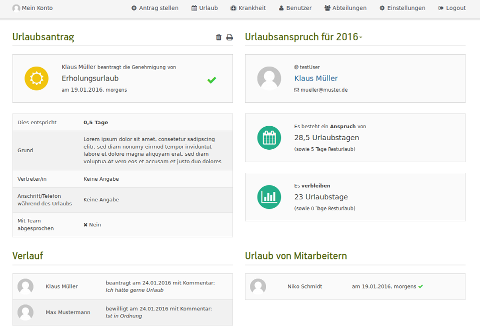 Mein Konto
Antrag stellen
Urlaub
Krankheit
Benutzer
Abteilungen
Einstellungen
Logout
Urlaubsantrag
Klaus Müller beantragt die Genehmigung von
Erholungsurlaub
am 19.01.2016, morgens
Dies entspricht 0,5 Tage
Grund
Lorem ipsum dolor sit amet, consetetur sadipscing
elitr, sed diam nonumy eirmod tempor invidunt ut
labore et dolore magna aliquyam erat, sed diam
voluptua. At vero eos et accusam et justo duo dolores
Vertreter/in Keine Angabe
Anschrift/Telefon
während des Urlaubs
Keine Angabe
Mit Team
abgesprochen
Nein
Verlauf
Klaus Müller
beantragt am 24.01.2016 mit Kommentar:
Ich hätte gerne Urlaub
Max Mustermann
bewilligt am 24.01.2016 mit Kommentar:
Ist in Ordnung
Urlaubsanspruch für 2016
@testUser
Klaus Müller
mueller@muster.de
Es besteht ein Anspruch von
28,5 Urlaubstagen
(sowie 5 Tage Resturlaub)
Es verbleiben
23 Urlaubstage
(sowie 0 Tage Resturlaub)
Urlaub von Mitarbeitern
Niko Schmidt
am 19.01.2016, morgens